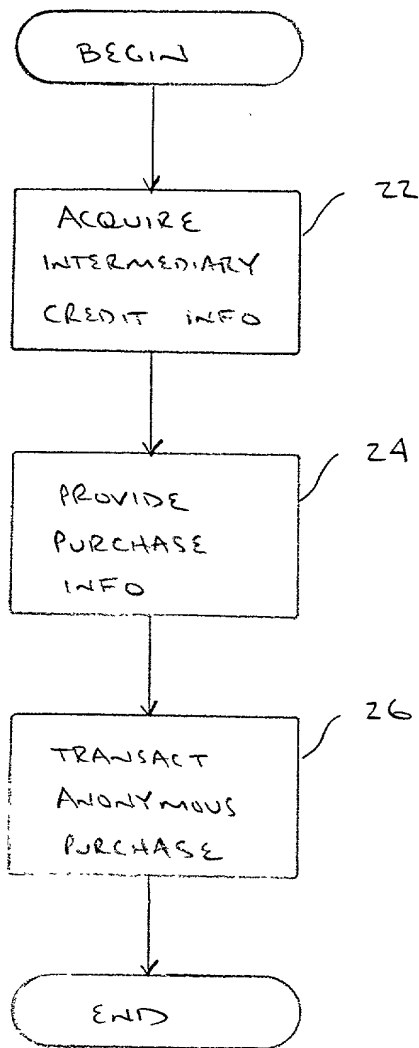 BEGIN
22
ACQUIRE
INTERMEDIARY
CREDIT INFO
24
PROVIDE
PURCHASE
INFO
26
TRANSACT
ANONYMOUS
PURCHASE
END